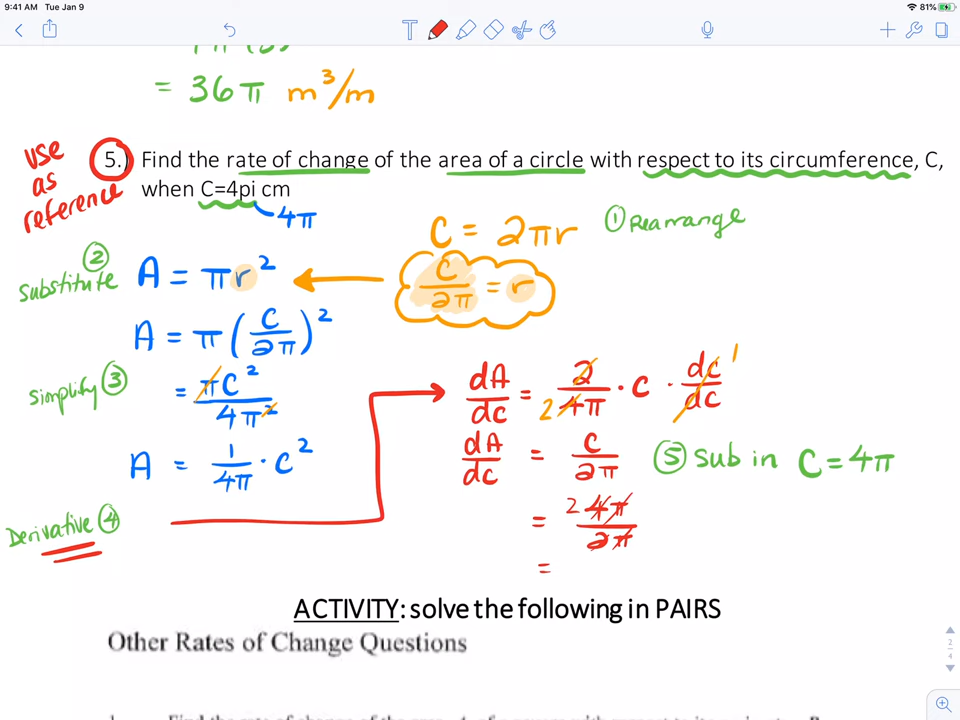 9:41 AM Tue Jan 9
81%
= 36π m³/m
use as reference
5.) Find the rate of change of the area of a circle with respect to its circumference, C,
when C=4pi cm
4π
C = 2πr
① Rearrange
C/2π = r
② Substitute
A = πr²
A = π(C/2π)²
Simplify ③
= πC²/4π²
A = 1/4π · C²
Derivative ④
dA/dC = 2/4π · C · dC/dC
2
1
dA/dC = C/2π
⑤ Sub in C = 4π
= 4π/2π
2
=
ACTIVITY: solve the following in PAIRS
Other Rates of Change Questions
2
4